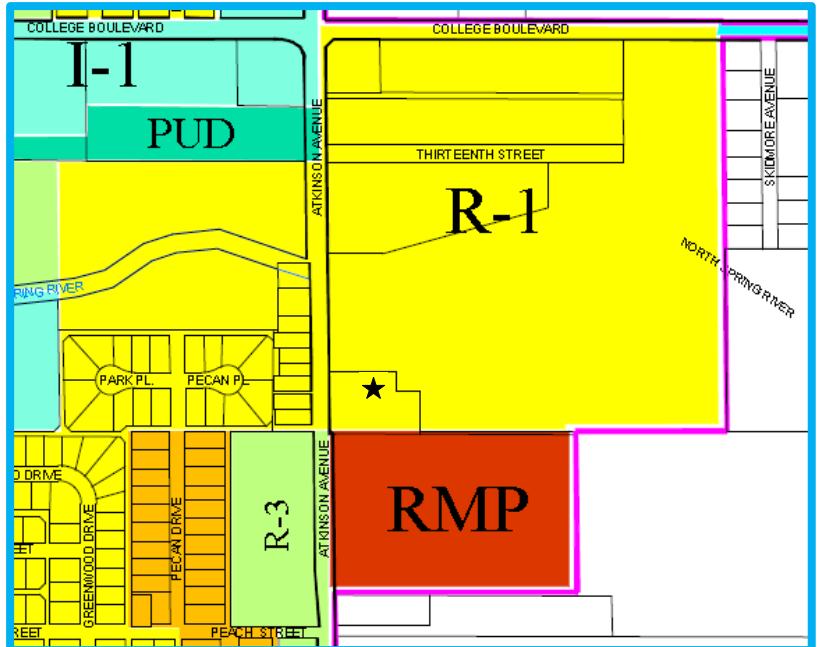 COLLEGE BOULEVARD
COLLEGE BOULEVARD
I-1
PUD
ATKINSON AVENUE
THIRTEENTH STREET
SKIDMORE AVENUE
R-1
NORTH SPRING RIVER
RING RIVER
PARK PL.
PECAN PL
D DRIVE
GREENWOOD DRIVE
PECAN DRIVE
R-3
ATKINSON AVENUE
RMP
EET
REET
PEACH STREET